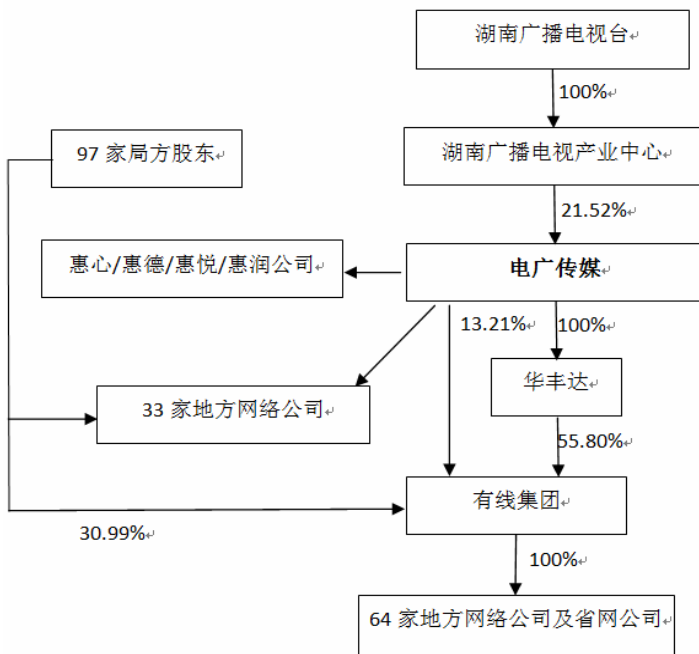 湖南广播电视台
100%
97 家局方股东
湖南广播电视产业中心
21.52%
惠心/惠德/惠悦/惠润公司
电广传媒
13.21%
100%
华丰达
33 家地方网络公司
55.80%
有线集团
30.99%
100%
64 家地方网络公司及省网公司